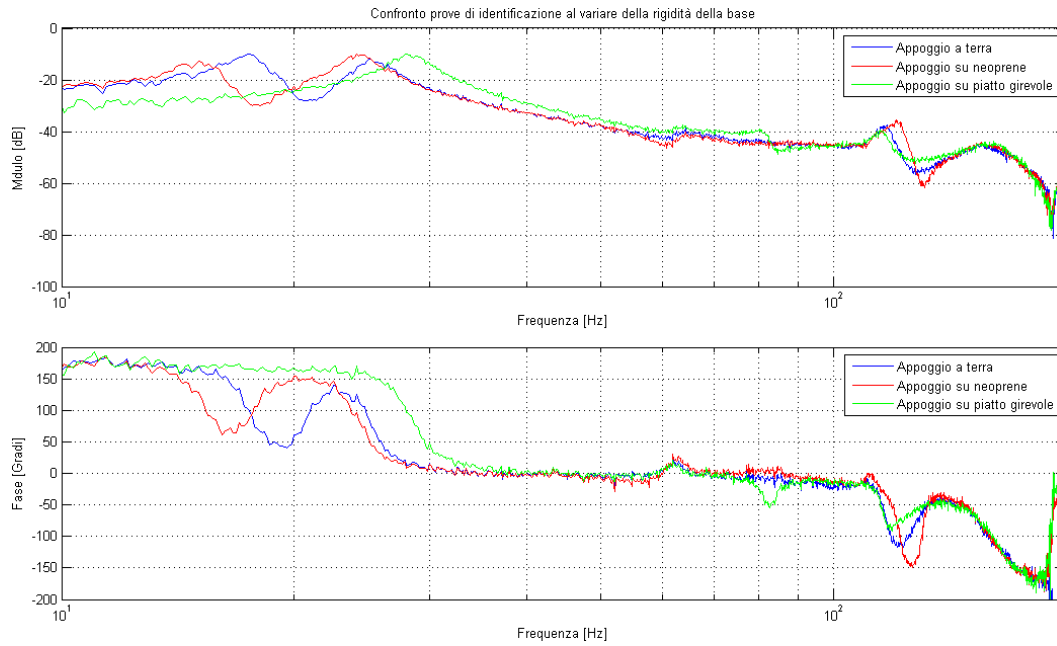 Confronto prove di identificazione al variare della rigidità della base
Mdulo [dB]
0
-20
-40
-60
-80
-100
10^1
10^2
Frequenza [Hz]
Appoggio a terra
Appoggio su neoprene
Appoggio su piatto girevole
Fase [Gradi]
200
150
100
50
0
-50
-100
-150
-200
10^1
10^2
Frequenza [Hz]
Appoggio a terra
Appoggio su neoprene
Appoggio su piatto girevole